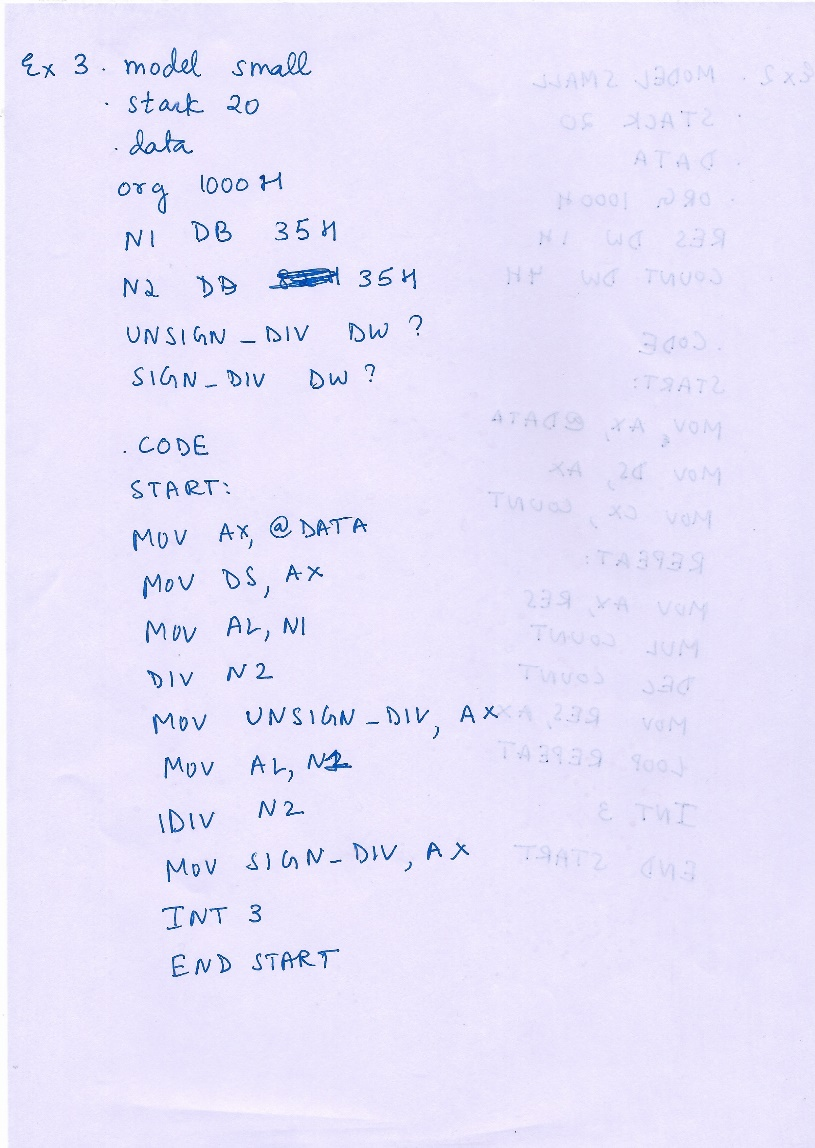 Ex 3. model small
. stack 20
. data
org 1000 H
N1 DB 35H
N2 DB 35H
UNSIGN_DIV DW ?
SIGN_DIV DW ?
. CODE
START:
MOV AX, @DATA
MOV DS, AX
MOV AL, N1
DIV N2
MOV UNSIGN_DIV, AX
MOV AL, N1
IDIV N2
MOV SIGN_DIV, AX
INT 3
END START